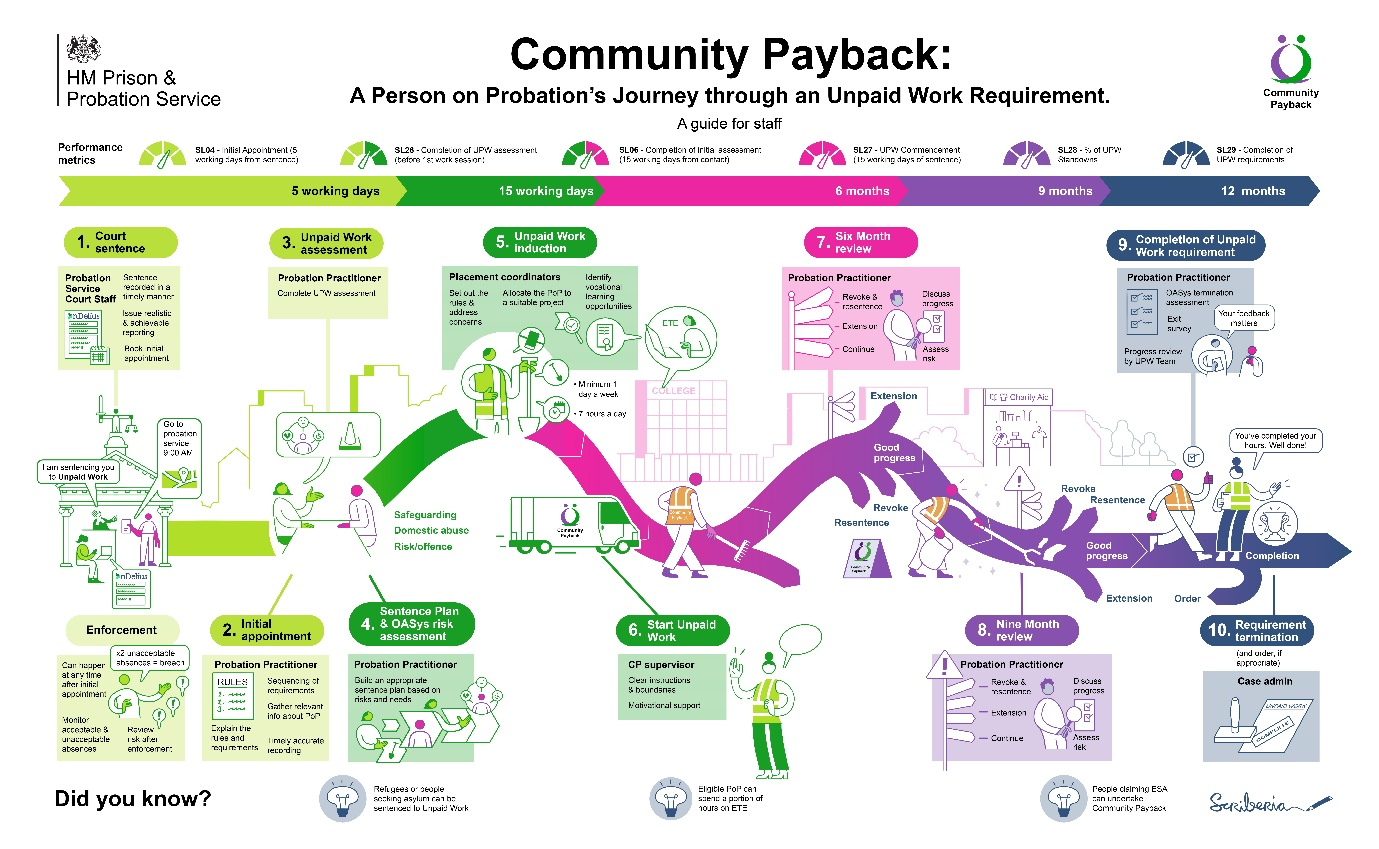 HM Prison &
Probation Service
Community Payback:
A Person on Probation's Journey through an Unpaid Work Requirement.
A guide for staff
Community
Payback
Performance
metrics
SL04 - Initial Appointment (5
working days from sentence)
SL26 - Completion of UPW assessment
(before 1st work session)
SL06 - Completion of Initial assessment
(15 working days from contact)
SL27 - UPW Commencement
(15 working days of sentence)
SL28 - % of UPW
Standowns
SL29 - Completion of
UPW requirements
5 working days
15 working days
6 months
9 months
12 months
1. Court
sentence
Probation
Service
Court Staff
Sentence
recorded in a
timely manner
Issue realistic
& achievable
reporting
Book initial
appointment
nDelius
3. Unpaid Work
assessment
Probation Practitioner
Complete UPW assessment
5. Unpaid Work
induction
Placement coordinators
Set out the
rules &
address
concerns
Allocate the PoP to
a suitable project
Identify
vocational
learning
opportunities
ETE
• Minimum 1
day a week
• 7 hours a day
COLLEGE
7. Six Month
review
Probation Practitioner
Revoke &
resentence
Extension
Continue
Discuss
progress
Assess
risk
9. Completion of Unpaid
Work requirement
Probation Practitioner
OASys termination
assessment
Exit
survey
Progress review
by UPW Team
Your feedback
matters
I am sentencing you
to Unpaid Work
Go to
probation
service
9:00 AM
nDelius
Safeguarding
Domestic abuse
Risk/offence
Community
Payback
Community
Payback
Extension
Good
progress
Revoke
Resentence
Community
Payback
Charity Aid
Revoke
Resentence
Good
progress
Extension
Order
You've completed your
hours. Well done!
Completion
Enforcement
x2 unacceptable
absences = breach
Can happen
at any time
after initial
appointment
Monitor
acceptable &
unacceptable
absences
Review
risk after
enforcement
2. Initial
appointment
Probation Practitioner
RULES
1.
2.
3.
Explain the
rules and
requirements
Sequencing of
requirements
Gather relevant
info about PoP
Timely accurate
recording
4. Sentence Plan
& OASys risk
assessment
Probation Practitioner
Build an appropriate
sentence plan based on
risks and needs
6. Start Unpaid
Work
CP supervisor
Clear instructions
& boundaries
Motivational support
8. Nine Month
review
Probation Practitioner
Revoke &
resentence
Extension
Continue
Discuss
progress
Assess
risk
10. Requirement
termination
(and order, if
appropriate)
Case admin
UNPAID WORK
COMPLETE
Did you know?
Refugees or people
seeking asylum can be
sentenced to Unpaid Work
Eligible PoP can
spend a portion of
hours on ETE
People claiming ESA
can undertake
Community Payback
Scriberia